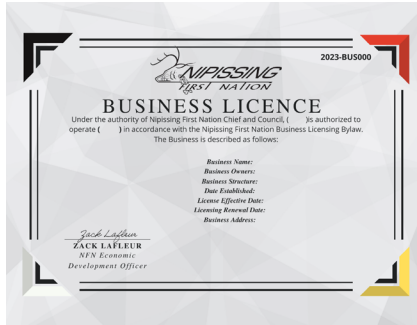 2023-BUS000
NIPISSING
FIRST NATION
BUSINESS LICENCE
Under the authority of Nipissing First Nation Chief and Council, (      )is authorized to
operate (      ) in accordance with the Nipissing First Nation Business Licensing Bylaw.
The Business is described as follows:
Business Name:
Business Owners:
Business Structure:
Date Established:
License Effective Date:
Licensing Renewal Date:
Business Address:
Zack Lafleur
ZACK LAFLEUR
NFN Economic
Development Officer